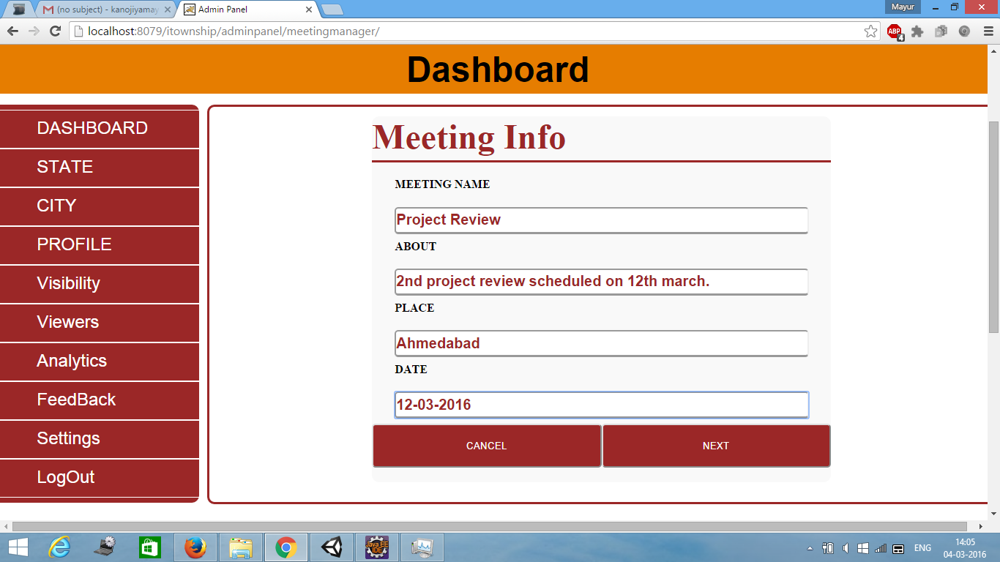 (no subject) - kanojiyamay
Admin Panel
Mayur
localhost:8079/itownship/adminpanel/meetingmanager/
ABP
4
Dashboard
DASHBOARD
STATE
CITY
PROFILE
Visibility
Viewers
Analytics
FeedBack
Settings
LogOut
Meeting Info
MEETING NAME
Project Review
ABOUT
2nd project review scheduled on 12th march.
PLACE
Ahmedabad
DATE
12-03-2016
CANCEL
NEXT
Java EE
IDE
ENG
14:05
04-03-2016